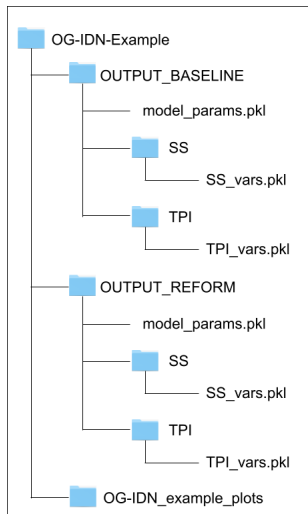 OG-IDN-Example
OUTPUT_BASELINE
model_params.pkl
SS
SS_vars.pkl
TPI
TPI_vars.pkl
OUTPUT_REFORM
model_params.pkl
SS
SS_vars.pkl
TPI
TPI_vars.pkl
OG-IDN_example_plots